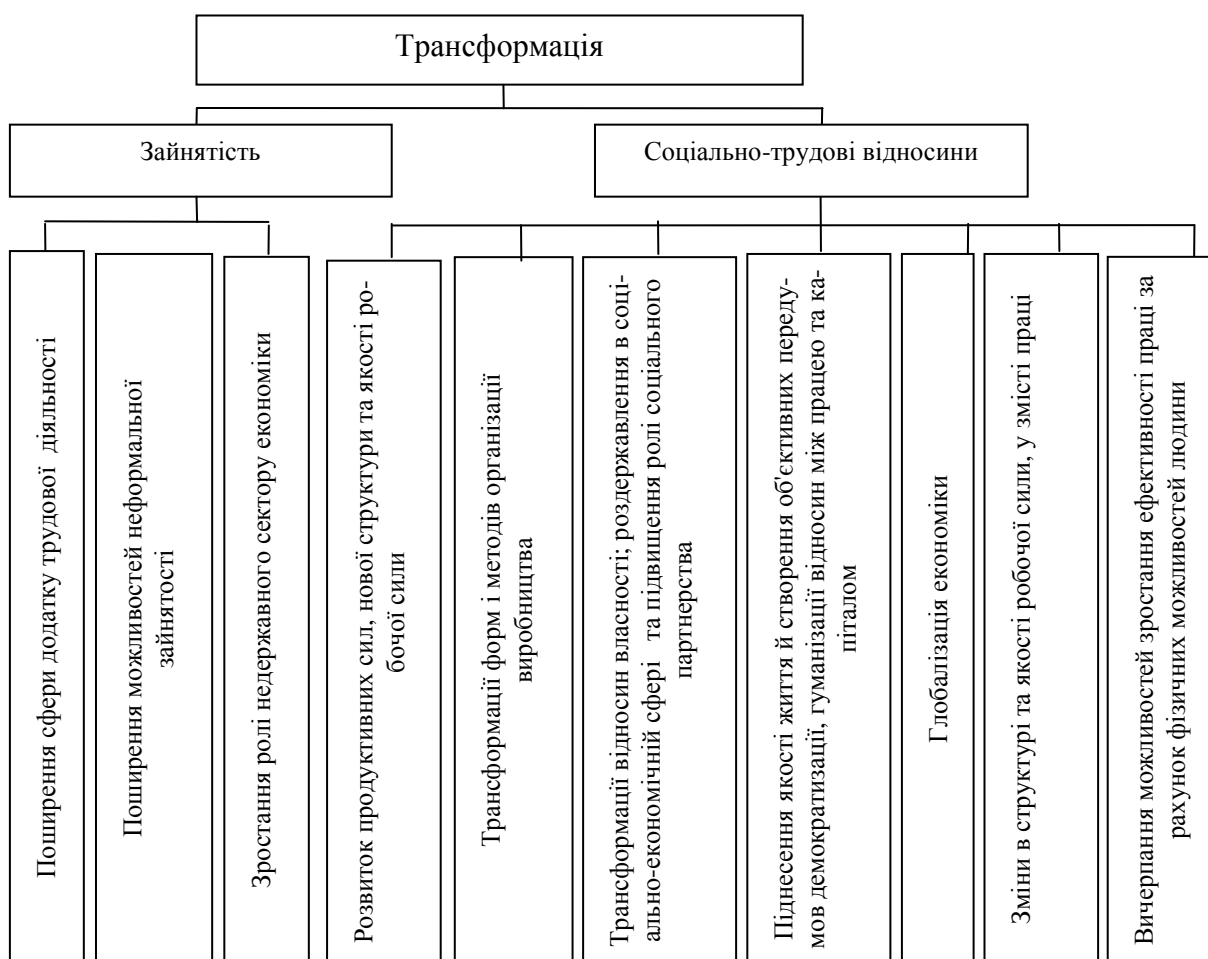 Трансформація
Зайнятість
Соціально-трудові відносини
Поширення сфери додатку трудової діяльності
Поширення можливостей неформальної
зайнятості
Зростання ролі недержавного сектору економіки
Розвиток продуктивних сил, нової структури та якості ро-
бочої сили
Трансформації форм і методів організації
виробництва
Трансформації відносин власності; роздержавлення в соці-
ально-економічній сфері та підвищення ролі соціального
партнерства
Піднесення якості життя й створення об'єктивних переду-
мов демократизації, гуманізації відносин між працею та ка-
піталом
Глобалізація економіки
Зміни в структурі та якості робочої сили, у змісті праці
Вичерпання можливостей зростання ефективності праці за
рахунок фізичних можливостей людини